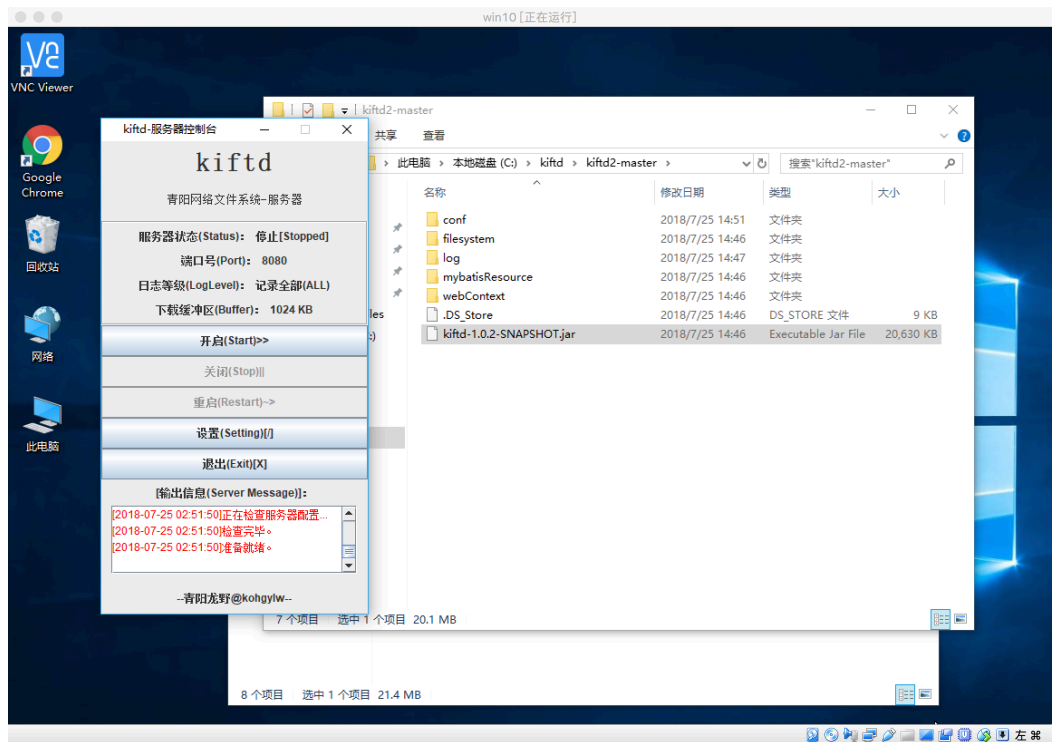 win10 [正在运行]
VNC Viewer
Google
Chrome
回收站
网络
此电脑
kiftd2-master
共享 查看
此电脑 › 本地磁盘 (C:) › kiftd › kiftd2-master ›
搜索"kiftd2-master"
名称 修改日期 类型 大小
conf 2018/7/25 14:51 文件夹
filesystem 2018/7/25 14:46 文件夹
log 2018/7/25 14:47 文件夹
mybatisResource 2018/7/25 14:46 文件夹
webContext 2018/7/25 14:46 文件夹
.DS_Store 2018/7/25 14:46 DS_STORE 文件 9 KB
kiftd-1.0.2-SNAPSHOT.jar 2018/7/25 14:46 Executable Jar File 20,630 KB
les
:)
7 个项目 选中 1 个项目 20.1 MB
kiftd-服务器控制台
kiftd
青阳网络文件系统-服务器
服务器状态(Status): 停止[Stopped]
端口号(Port): 8080
日志等级(LogLevel): 记录全部(ALL)
下载缓冲区(Buffer): 1024 KB
开启(Start)>>
关闭(Stop)||
重启(Restart)~>
设置(Setting)[/]
退出(Exit)[X]
[输出信息(Server Message)]:
[2018-07-25 02:51:50]正在检查服务器配置...
[2018-07-25 02:51:50]检查完毕。
[2018-07-25 02:51:50]准备就绪。
--青阳龙野@kohgylw--
8 个项目 选中 1 个项目 21.4 MB
左 ⌘